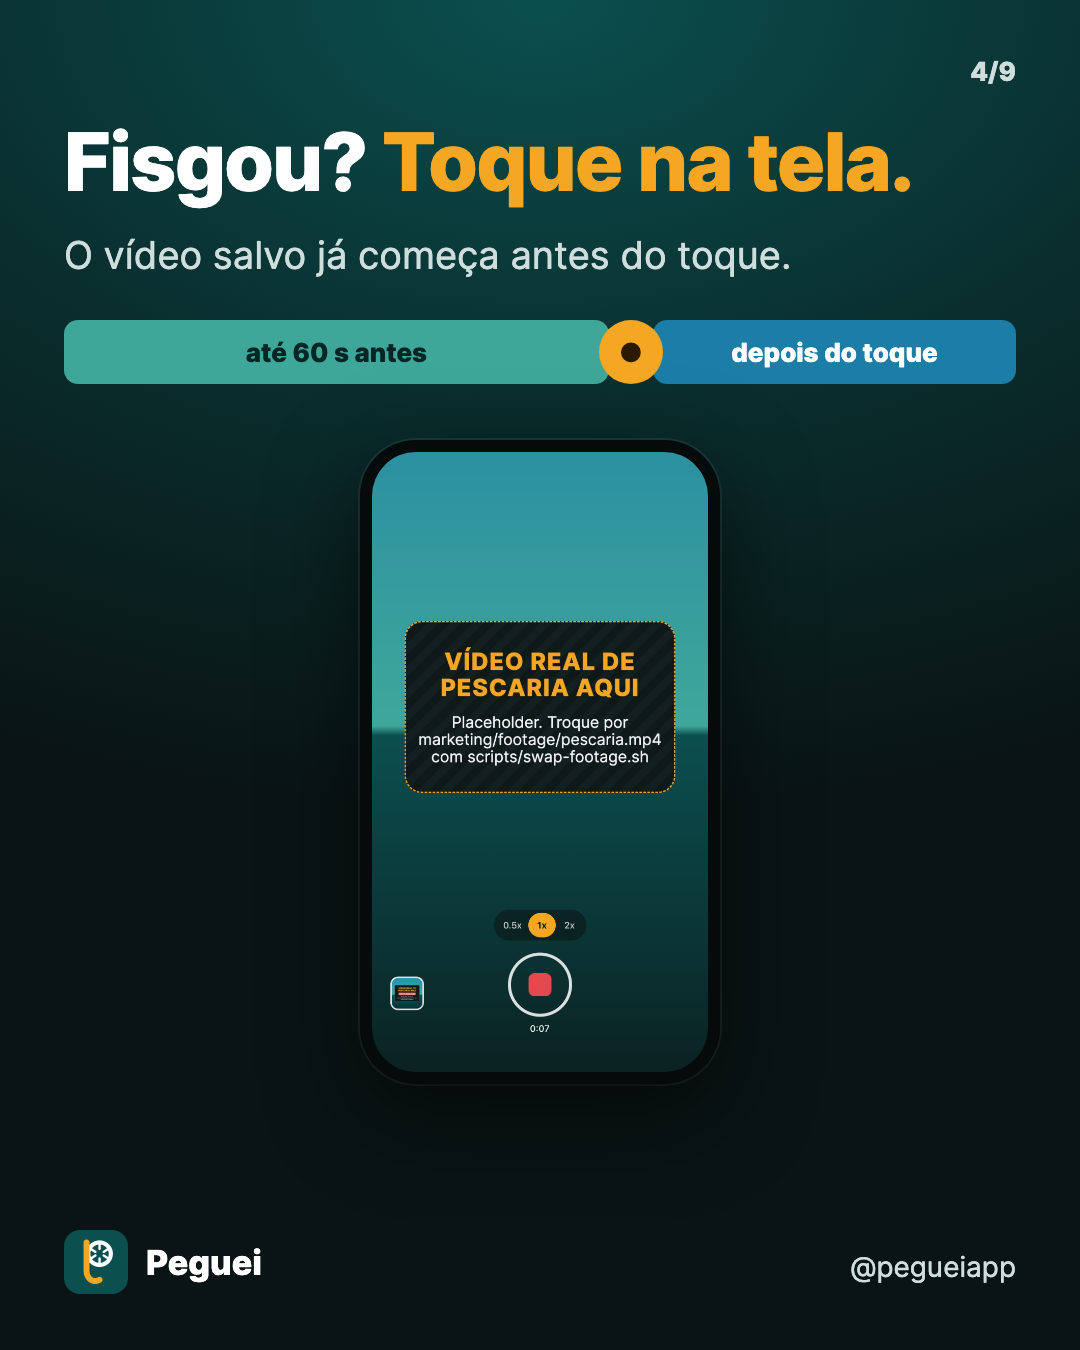 4/9
Fisgou? Toque na tela.
O vídeo salvo já começa antes do toque.
até 60 s antes
depois do toque
VÍDEO REAL DE
PESCARIA AQUI
Placeholder. Troque por
marketing/footage/pescaria.mp4
com scripts/swap-footage.sh
0.5x 1x 2x
0:07
Peguei
@pegueiapp